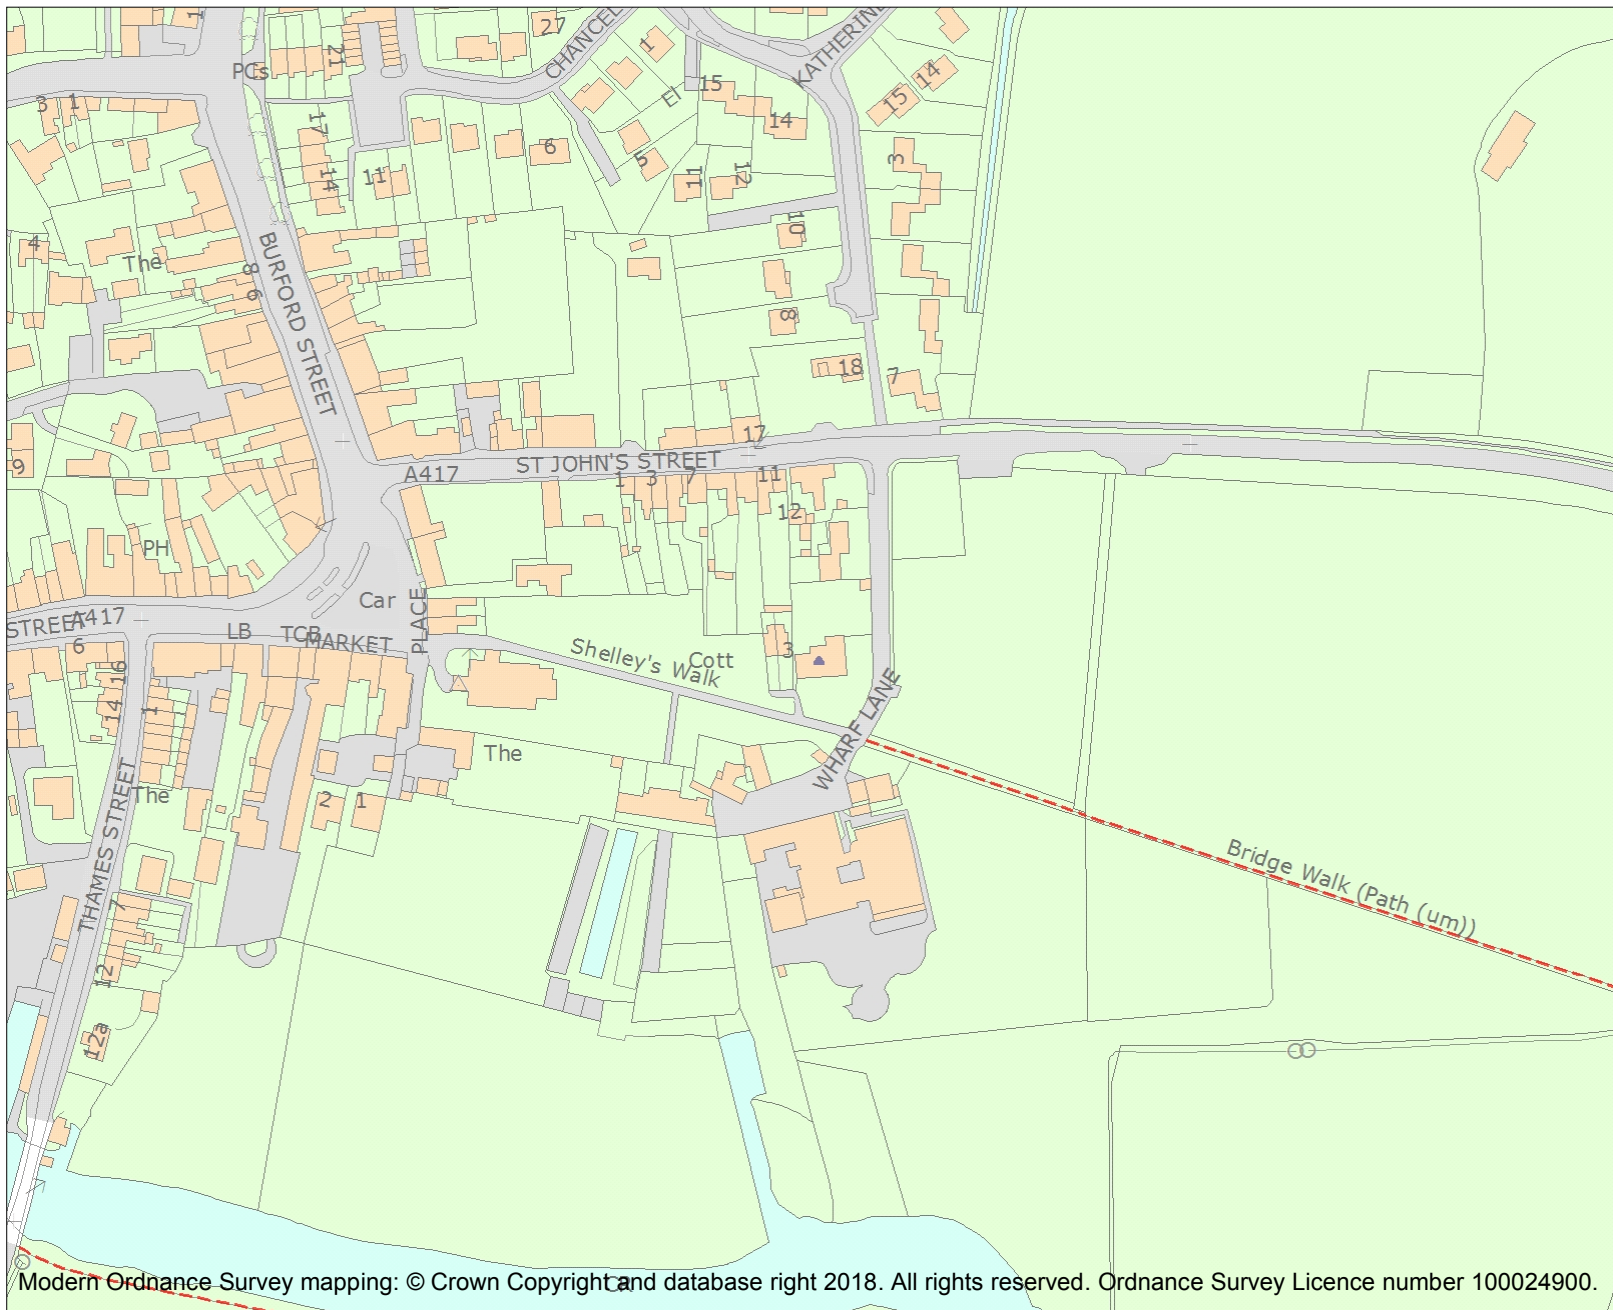 1
27
CHANCEL
1
KATHERINE
PCs
21
El
15
14
14
15
3 1
17
14
11
6
5
11
12
3
4
The
8
6
BURFORD STREET
10
8
18
7
9
17
A417
ST JOHN'S STREET
1
3
7
11
12
PH
Car
PLACE
STREET
A417
6
LB
TCB
MARKET
16
14
1
Shelley's Walk
Cott
3
WHARF LANE
The
The
2
1
THAMES STREET
7
12
12a
Bridge Walk (Path (um))
CR
Modern Ordnance Survey mapping: © Crown Copyright and database right 2018. All rights reserved. Ordnance Survey Licence number 100024900.